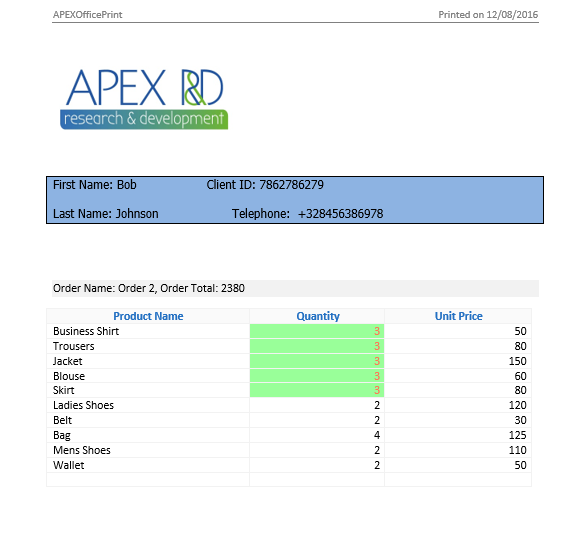 APEXOfficePrint Printed on 12/08/2016
APEX R&D
research & development
First Name: Bob Client ID: 7862786279
Last Name: Johnson Telephone: +328456386978
Order Name: Order 2, Order Total: 2380
Product Name Quantity Unit Price
Business Shirt 3 50
Trousers 3 80
Jacket 3 150
Blouse 3 60
Skirt 3 80
Ladies Shoes 2 120
Belt 2 30
Bag 4 125
Mens Shoes 2 110
Wallet 2 50